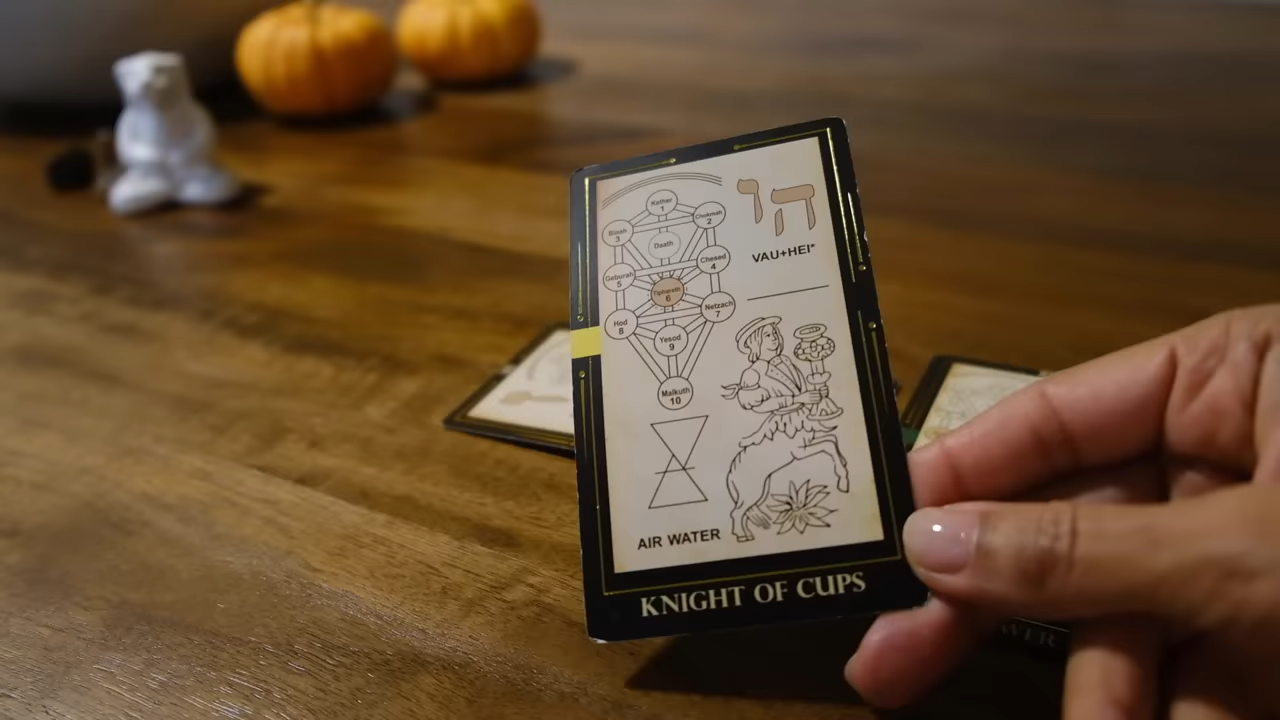 Kether
1
Chokmah
2
Binah
3
Daath
Chesed
4
Geburah
5
Tiphareth
6
Netzach
7
Hod
8
Yesod
9
Malkuth
10
הו
VAU+HEI*
AIR WATER
KNIGHT OF CUPS